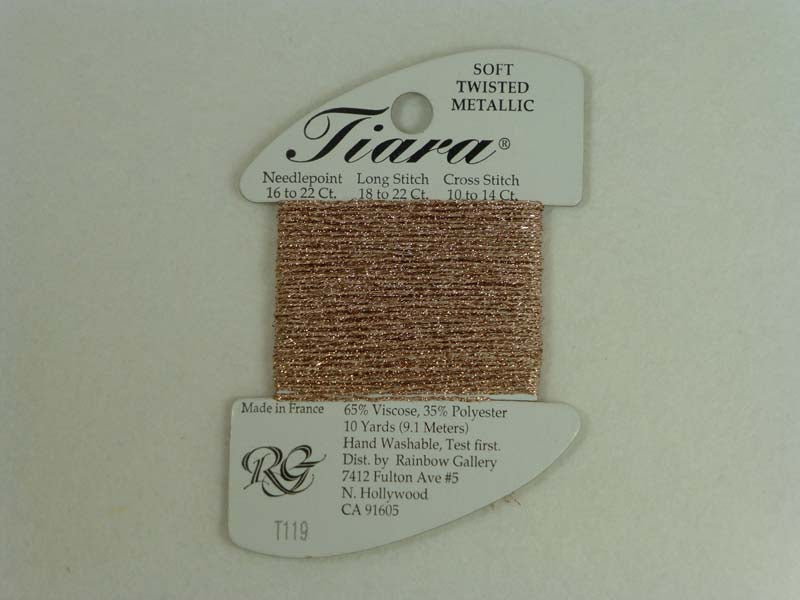 SOFT
TWISTED
METALLIC
Tiara®
Needlepoint Long Stitch Cross Stitch
16 to 22 Ct. 18 to 22 Ct. 10 to 14 Ct.
Made in France
65% Viscose, 35% Polyester
10 Yards (9.1 Meters)
Hand Washable, Test first.
Dist. by Rainbow Gallery
7412 Fulton Ave #5
N. Hollywood
CA 91605
RG
T119